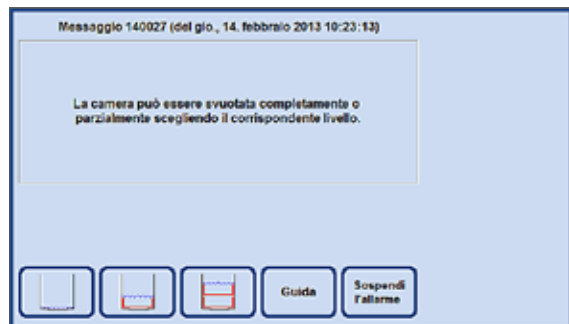 Messaggio 140027 (del gio., 14. febbraio 2013 10:23:13)
La camera può essere svuotata completamente o
parzialmente scegliendo il corrispondente livello.
Guida
Sospendi
l'allarme